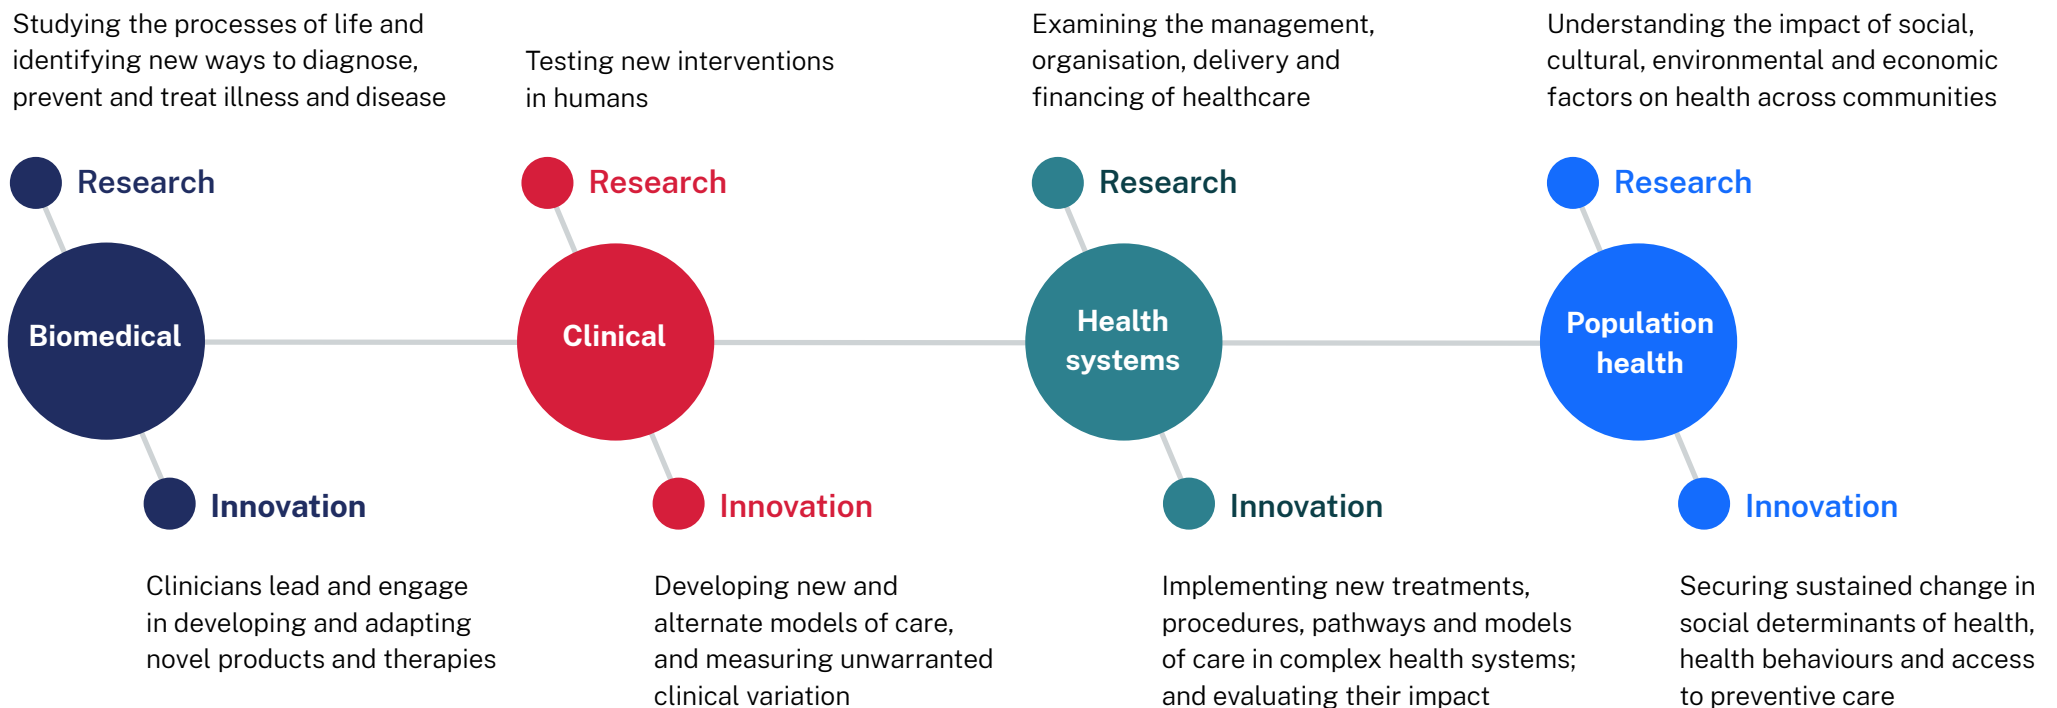 Studying the processes of life and
identifying new ways to diagnose,
prevent and treat illness and disease
Research
Biomedical
Innovation
Clinicians lead and engage
in developing and adapting
novel products and therapies
Testing new interventions
in humans
Research
Clinical
Innovation
Developing new and
alternate models of care,
and measuring unwarranted
clinical variation
Examining the management,
organisation, delivery and
financing of healthcare
Research
Health
systems
Innovation
Implementing new treatments,
procedures, pathways and models
of care in complex health systems;
and evaluating their impact
Understanding the impact of social,
cultural, environmental and economic
factors on health across communities
Research
Population
health
Innovation
Securing sustained change in
social determinants of health,
health behaviours and access
to preventive care